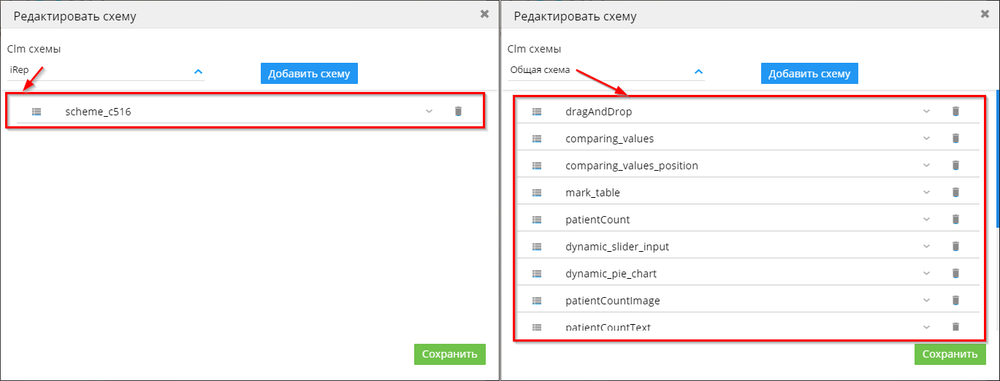 Редактировать схему
Clm схемы
iRep
Добавить схему
scheme_c516
Сохранить
Редактировать схему
Clm схемы
Общая схема
Добавить схему
dragAndDrop
comparing_values
comparing_values_position
mark_table
patientCount
dynamic_slider_input
dynamic_pie_chart
patientCountImage
patientCountText
Сохранить